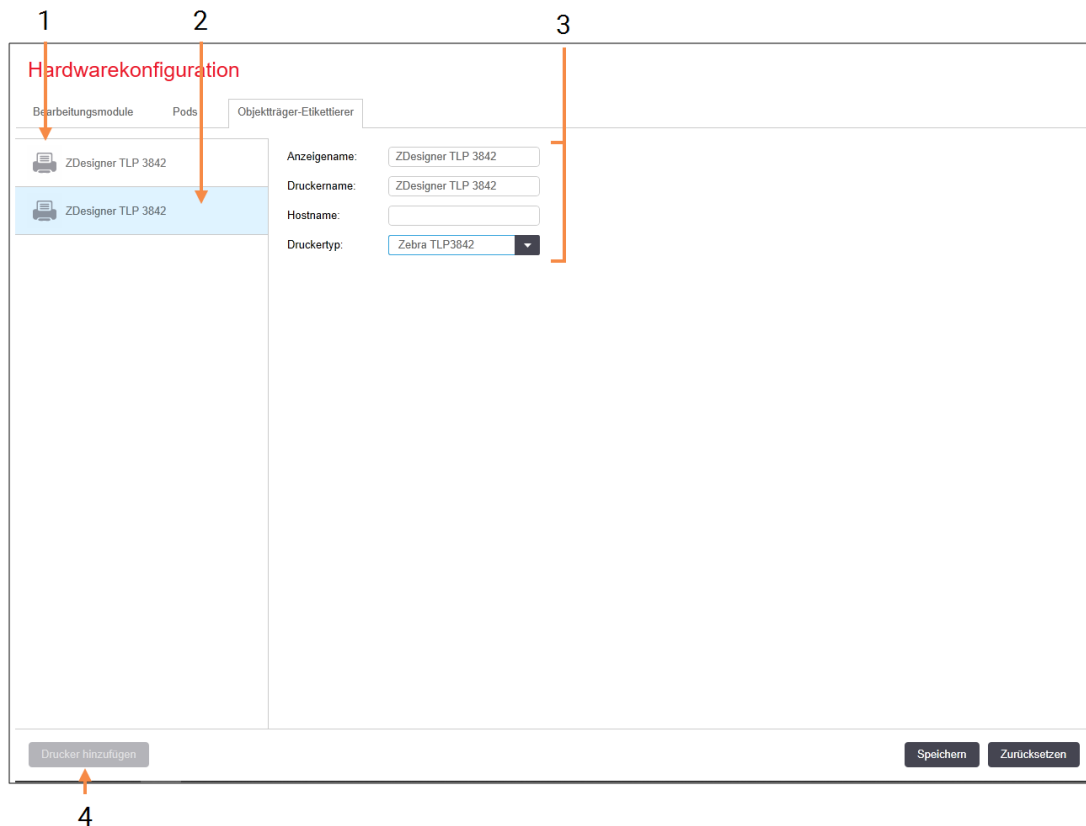 1 2 3
Hardwarekonfiguration
Bearbeitungsmodule Pods Objektträger-Etikettierer
ZDesigner TLP 3842
ZDesigner TLP 3842
Anzeigename: ZDesigner TLP 3842
Druckername: ZDesigner TLP 3842
Hostname:
Druckertyp: Zebra TLP3842
Drucker hinzufügen Speichern Zurücksetzen
4